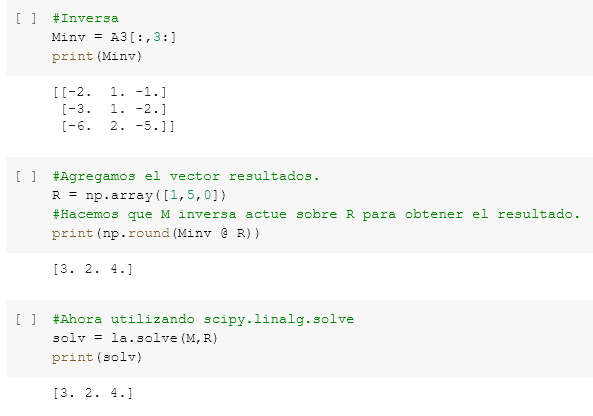 [ ] #Inversa
Minv = A3[:,3:]
print(Minv)
[[-2. 1. -1.]
[-3. 1. -2.]
[-6. 2. -5.]]
[ ] #Agregamos el vector resultados.
R = np.array([1,5,0])
#Hacemos que M inversa actue sobre R para obtener el resultado.
print(np.round(Minv @ R))
[3. 2. 4.]
[ ] #Ahora utilizando scipy.linalg.solve
solv = la.solve(M,R)
print(solv)
[3. 2. 4.]